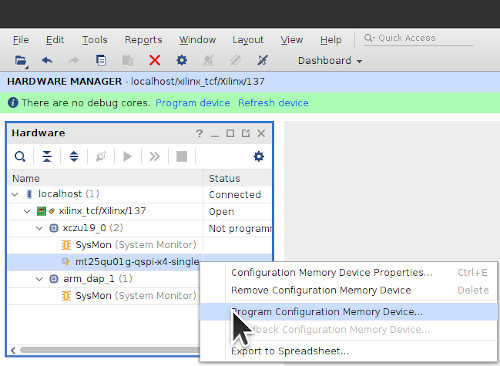 File Edit Tools Reports Window Layout View Help Quick Access
Dashboard
HARDWARE MANAGER - localhost/xilinx_tcf/Xilinx/137
There are no debug cores. Program device Refresh device
Hardware
Name Status
localhost (1) Connected
xilinx_tcf/Xilinx/137 Open
xczu19_0 (2) Not programm
SysMon (System Monitor)
mt25qu01g-qspi-x4-single
arm_dap_1 (1)
SysMon (System Monitor)
Configuration Memory Device Properties... Ctrl+E
Remove Configuration Memory Device Delete
Program Configuration Memory Device...
back Configuration Memory Device...
Export to Spreadsheet...